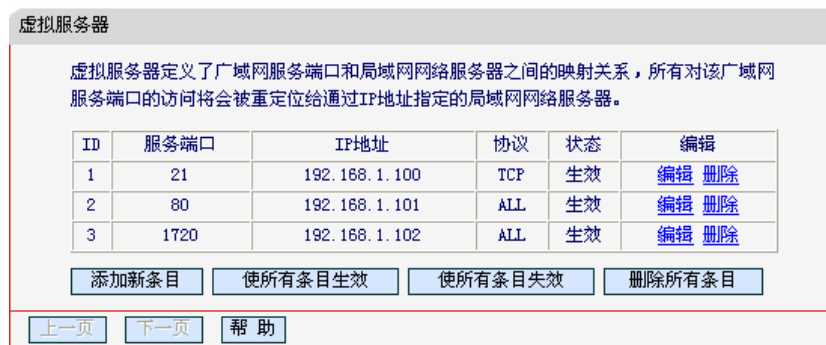 虚拟服务器
虚拟服务器定义了广域网服务端口和局域网网络服务器之间的映射关系，所有对该广域网
服务端口的访问将会被重定位给通过IP地址指定的局域网网络服务器。
ID 服务端口 IP地址 协议 状态 编辑
1 21 192.168.1.100 TCP 生效 编辑 删除
2 80 192.168.1.101 ALL 生效 编辑 删除
3 1720 192.168.1.102 ALL 生效 编辑 删除
添加新条目 使所有条目生效 使所有条目失效 删除所有条目
上一页 下一页 帮 助